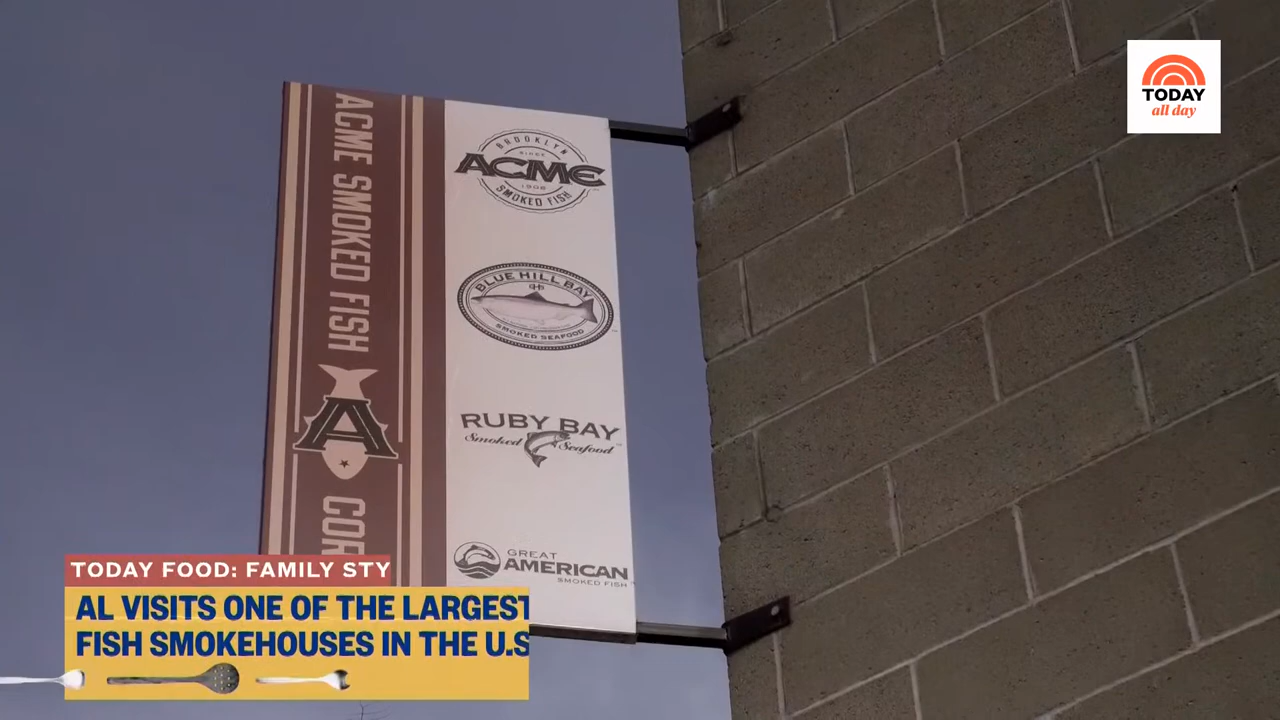 TODAY
all day
ACME SMOKED FISH
A
COR
BROOKLYN
SINCE
ACME
1906
SMOKED FISH
BLUE HILL BAY
BHB
SMOKED SEAFOOD
RUBY BAY
Smoked Seafood
GREAT
AMERICAN
SMOKED FISH
TODAY FOOD: FAMILY STY
AL VISITS ONE OF THE LARGEST
FISH SMOKEHOUSES IN THE U.S